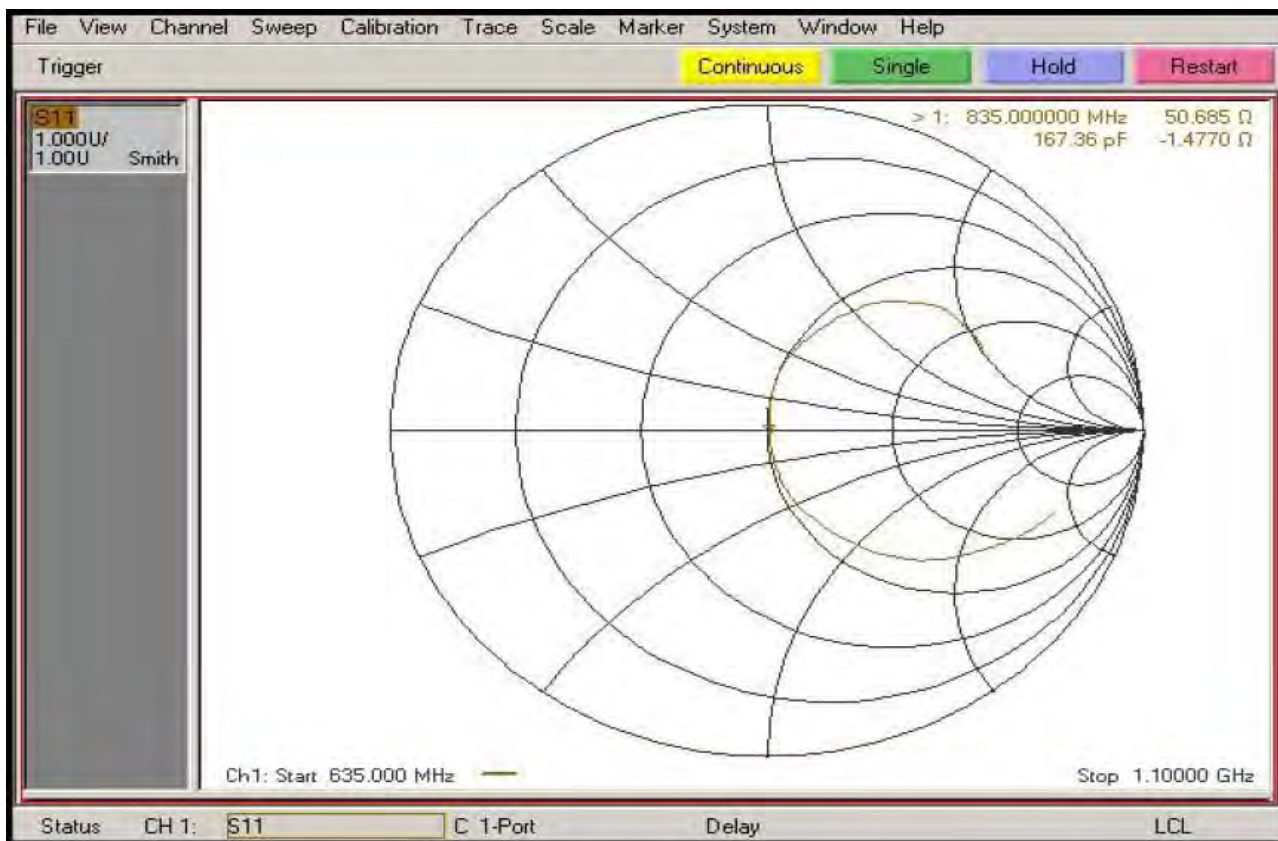 File View Channel Sweep Calibration Trace Scale Marker System Window Help
Trigger Continuous Single Hold Restart
S11
1.000U/
1.00U Smith
> 1: 835.000000 MHz 50.685 Ω
167.36 pF -1.4770 Ω
Ch1: Start 635.000 MHz
Stop 1.10000 GHz
Status CH 1: S11 C 1-Port Delay LCL